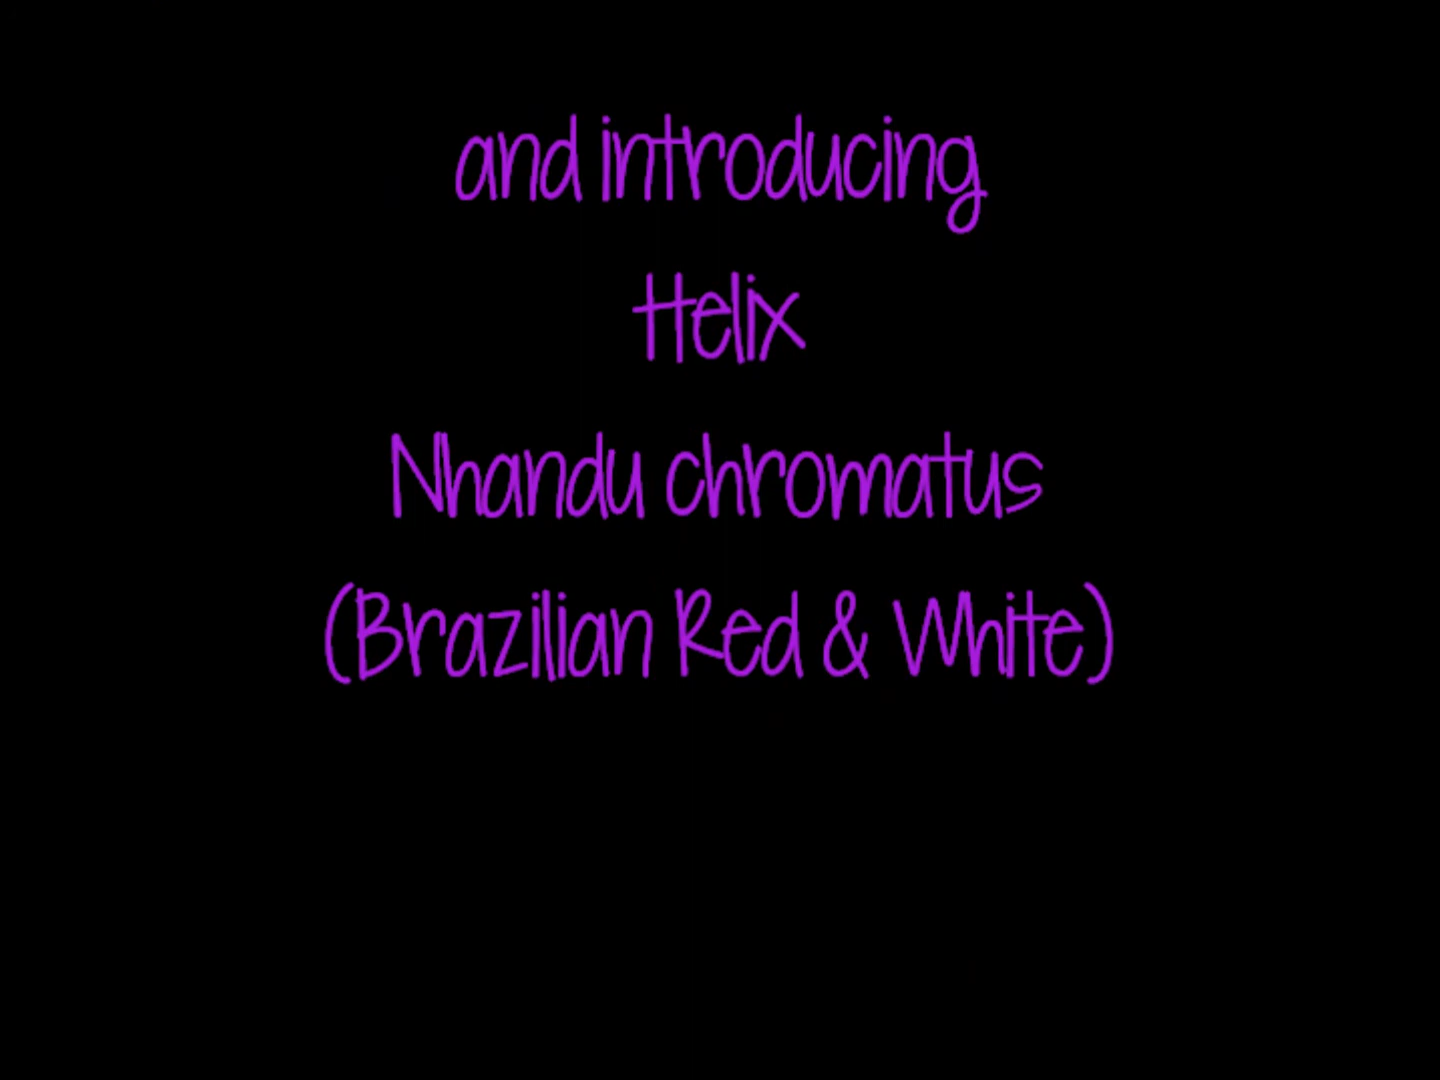 and introducing
Helix
Nhandu chromatus
(Brazilian Red & White)